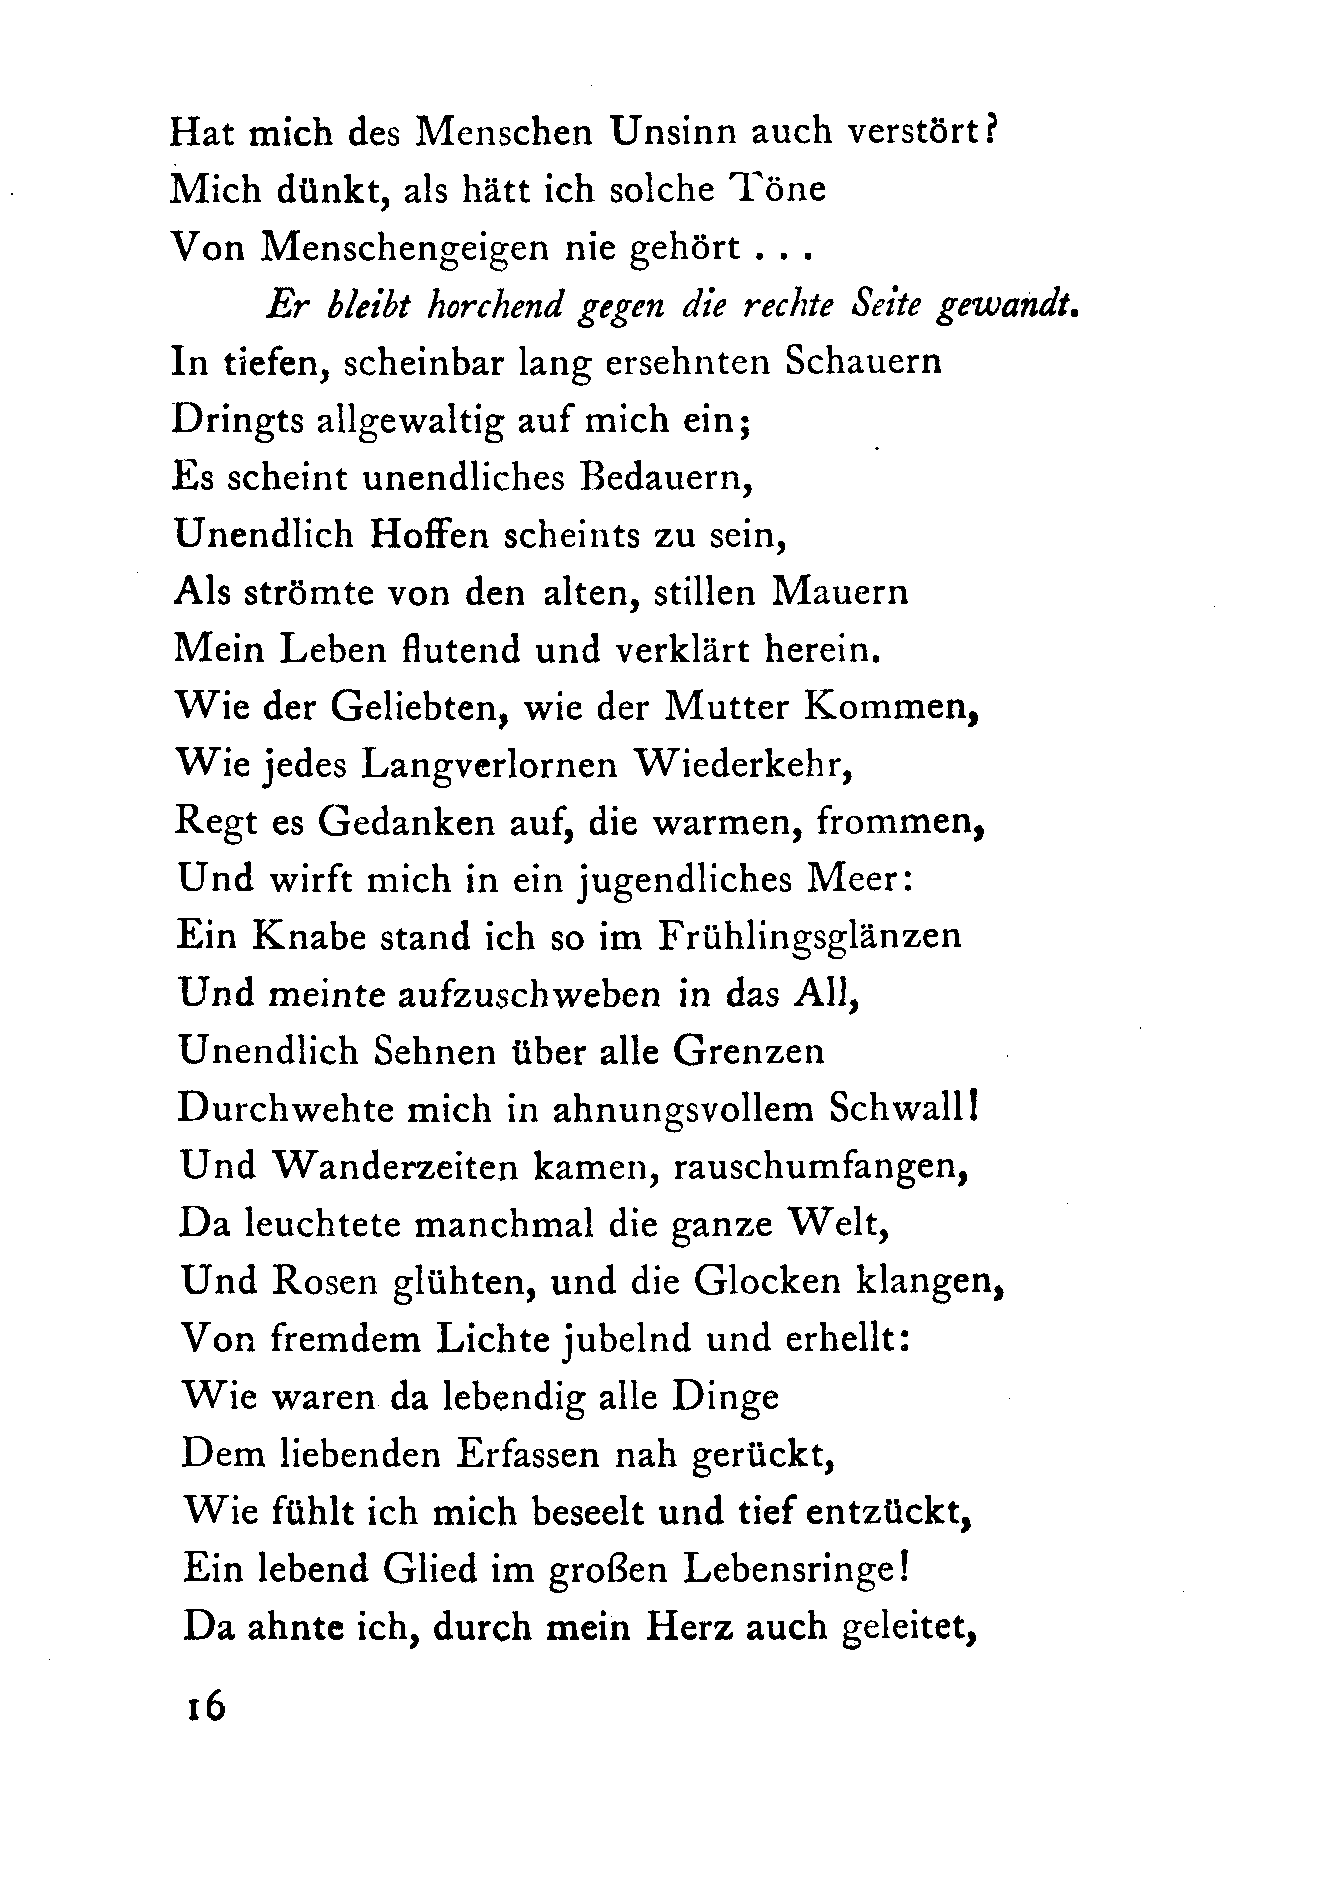 Hat mich des Menschen Unsinn auch verstört?
Mich dünkt, als hätt ich solche Töne
Von Menschengeigen nie gehört . . .
Er bleibt horchend gegen die rechte Seite gewandt.
In tiefen, scheinbar lang ersehnten Schauern
Dringts allgewaltig auf mich ein;
Es scheint unendliches Bedauern,
Unendlich Hoffen scheints zu sein,
Als strömte von den alten, stillen Mauern
Mein Leben flutend und verklärt herein.
Wie der Geliebten, wie der Mutter Kommen,
Wie jedes Langverlornen Wiederkehr,
Regt es Gedanken auf, die warmen, frommen,
Und wirft mich in ein jugendliches Meer:
Ein Knabe stand ich so im Frühlingsglänzen
Und meinte aufzuschweben in das All,
Unendlich Sehnen über alle Grenzen
Durchwehte mich in ahnungsvollem Schwall!
Und Wanderzeiten kamen, rauschumfangen,
Da leuchtete manchmal die ganze Welt,
Und Rosen glühten, und die Glocken klangen,
Von fremdem Lichte jubelnd und erhellt:
Wie waren da lebendig alle Dinge
Dem liebenden Erfassen nah gerückt,
Wie fühlt ich mich beseelt und tief entzückt,
Ein lebend Glied im großen Lebensringe!
Da ahnte ich, durch mein Herz auch geleitet,
16